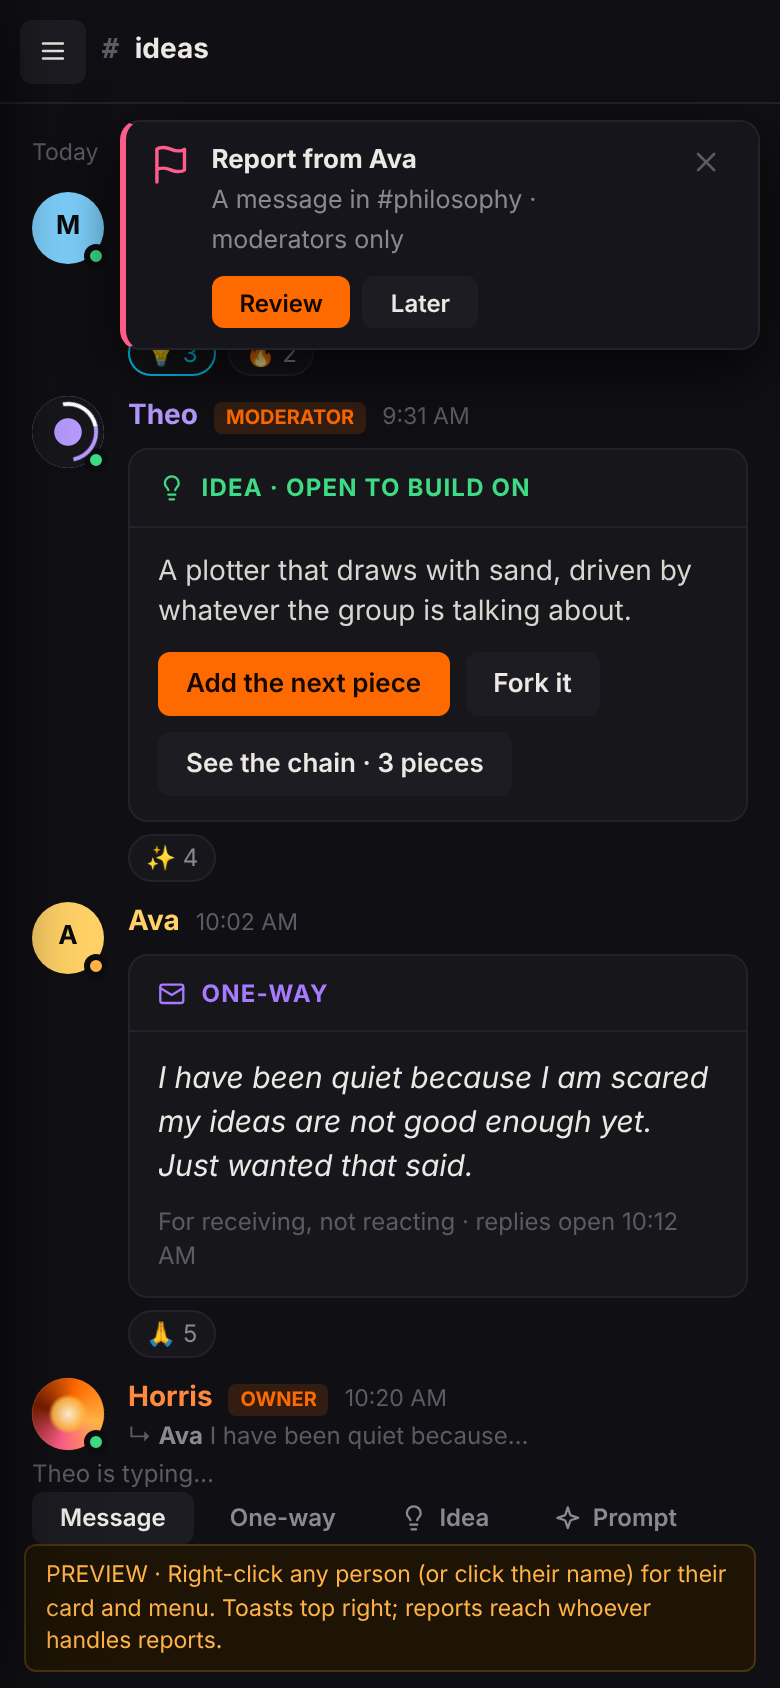 # ideas
Today
Report from Ava
A message in #philosophy ·
moderators only
Review Later
M
💡 3 🔥 2
Theo MODERATOR 9:31 AM
IDEA · OPEN TO BUILD ON
A plotter that draws with sand, driven by
whatever the group is talking about.
Add the next piece Fork it
See the chain · 3 pieces
✨ 4
A
Ava 10:02 AM
ONE-WAY
I have been quiet because I am scared
my ideas are not good enough yet.
Just wanted that said.
For receiving, not reacting · replies open 10:12
AM
🙏 5
Horris OWNER 10:20 AM
Ava I have been quiet because...
Theo is typing...
Message One-way Idea Prompt
PREVIEW · Right-click any person (or click their name) for their
card and menu. Toasts top right; reports reach whoever
handles reports.